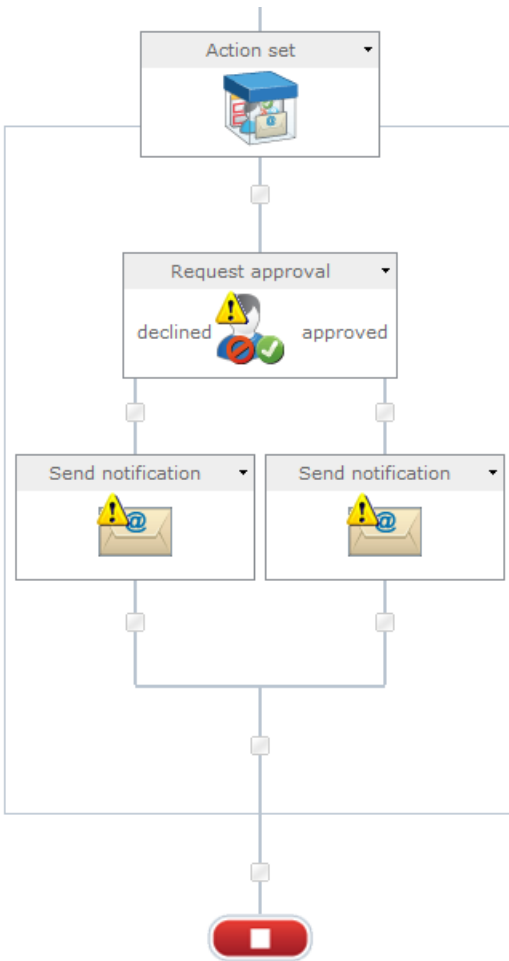 Action set
Request approval
declined approved
Send notification Send notification